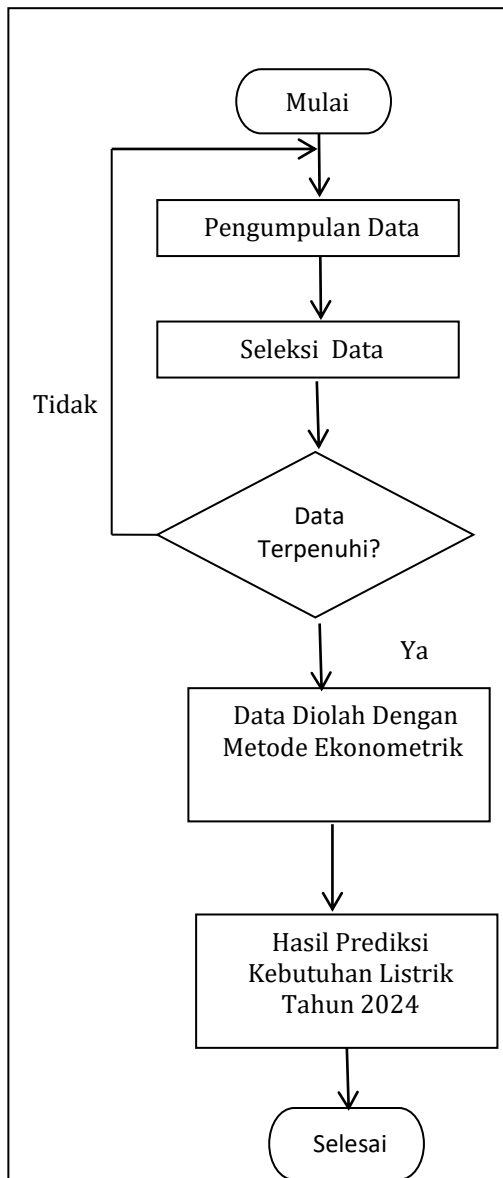 Mulai
Pengumpulan Data
Seleksi Data
Tidak
Data
Terpenuhi?
Ya
Data Diolah Dengan
Metode Ekonometrik
Hasil Prediksi
Kebutuhan Listrik
Tahun 2024
Selesai